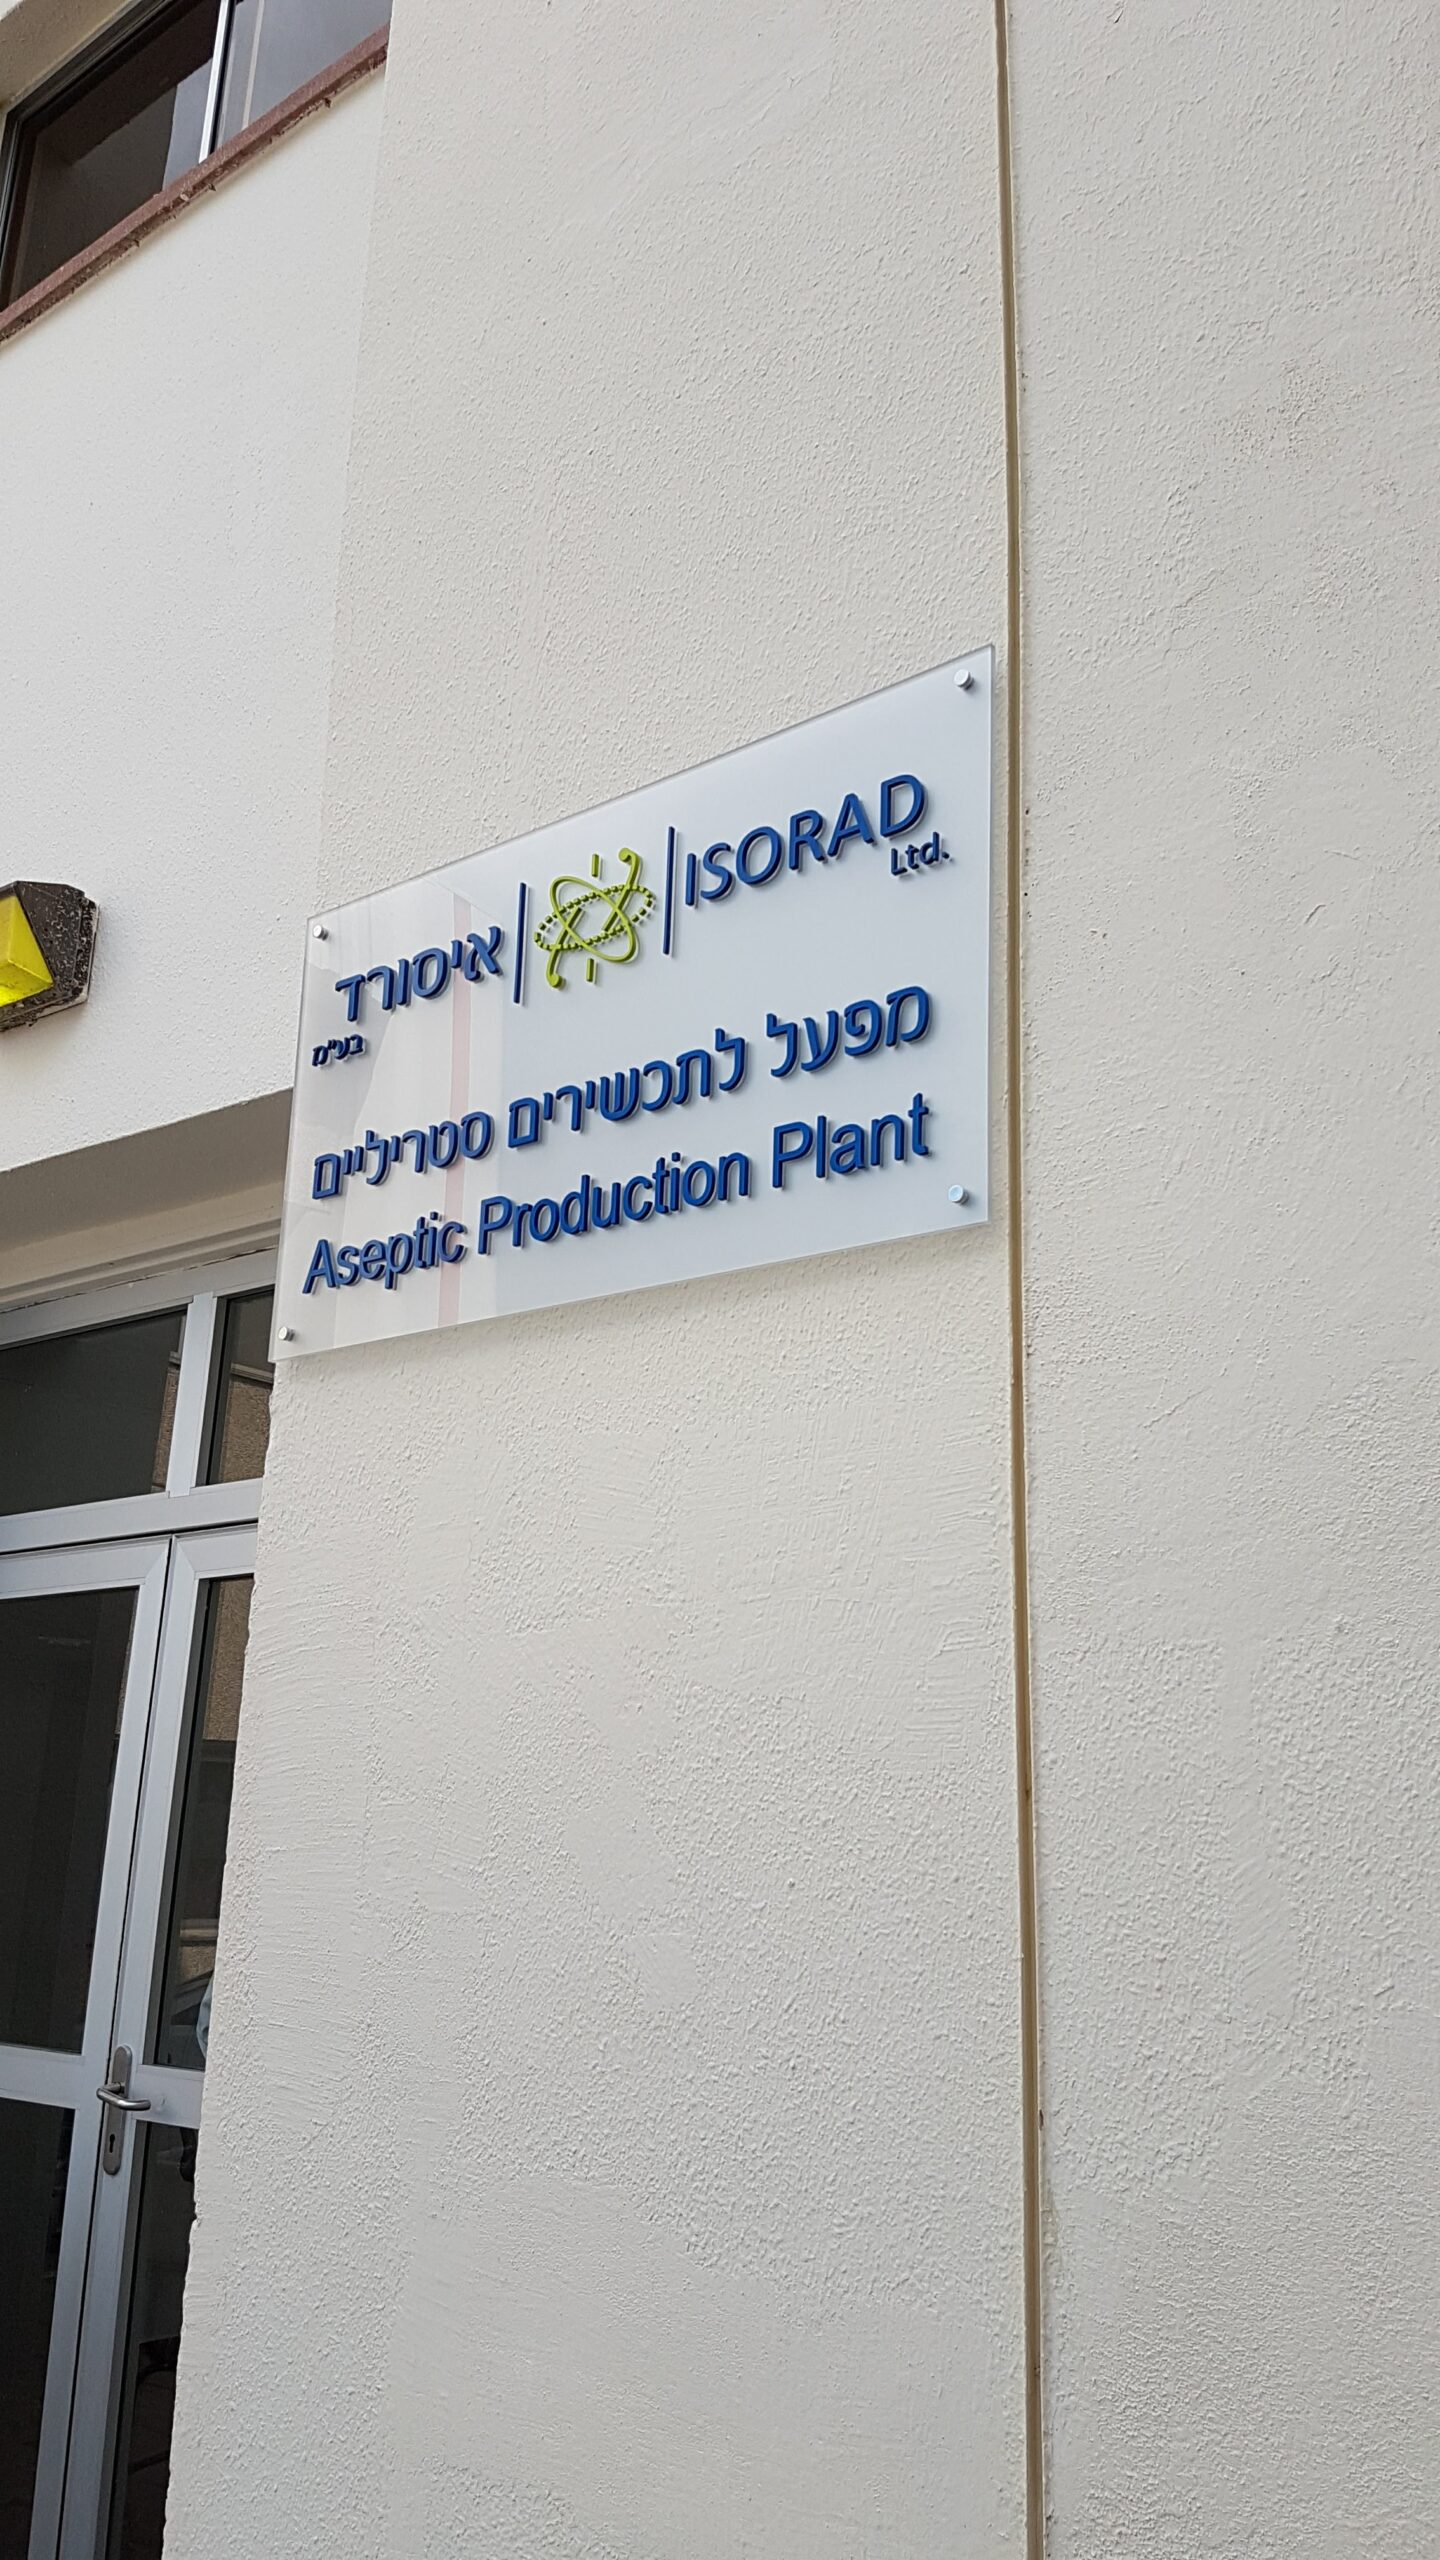 איסורד | ISORAD
בע״מ Ltd.
מפעל לתכשירים סטריליים
Aseptic Production Plant